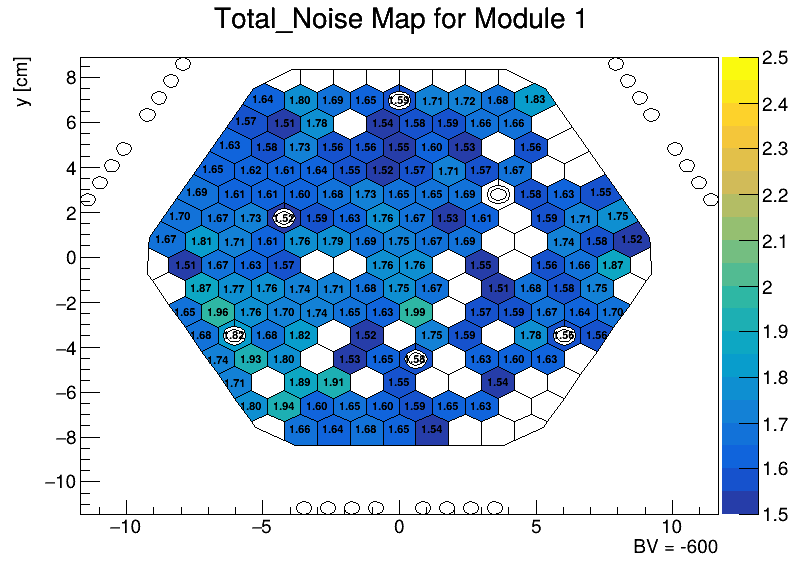 Total_Noise Map for Module 1
y [cm]
8
6
4
2
0
−2
−4
−6
−8
−10
−10 −5 0 5 10
BV = -600
2.5
2.4
2.3
2.2
2.1
2
1.9
1.8
1.7
1.6
1.5
1.64 1.80 1.69 1.65 1.59 1.71 1.72 1.68 1.83
1.57 1.51 1.78 1.54 1.58 1.59 1.66 1.66
1.63 1.58 1.73 1.56 1.56 1.55 1.60 1.53 1.56
1.65 1.62 1.61 1.64 1.52 1.57 1.71 1.57 1.67
1.69 1.61 1.61 1.60 1.68 1.73 1.65 1.65 1.69 1.58 1.63 1.55
1.70 1.67 1.73 1.52 1.59 1.63 1.76 1.67 1.53 1.61 1.59 1.71 1.75
1.67 1.81 1.71 1.61 1.76 1.79 1.69 1.75 1.67 1.69 1.74 1.58 1.52
1.51 1.67 1.63 1.57 1.76 1.76 1.55 1.56 1.66 1.87
1.87 1.77 1.76 1.74 1.71 1.68 1.75 1.67 1.51 1.58 1.75
1.65 1.96 1.76 1.70 1.74 1.65 1.63 1.99 1.57 1.59 1.67 1.64 1.70
1.68 1.82 1.68 1.82 1.52 1.75 1.59 1.78 1.56 1.56
1.74 1.93 1.80 1.53 1.65 1.58 1.63 1.60 1.63
1.71 1.89 1.91 1.55 1.54
1.80 1.94 1.60 1.65 1.63 1.59 1.65 1.63
1.66 1.64 1.68 1.65 1.54